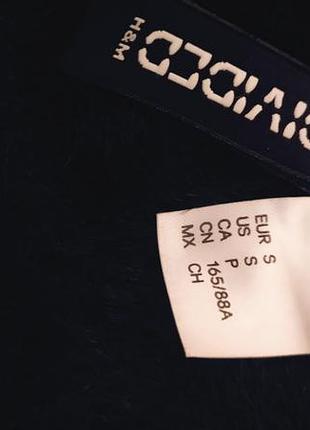 DIVIDED
H&M
EUR S
US S
CA P
CN 165/88A
MX CH